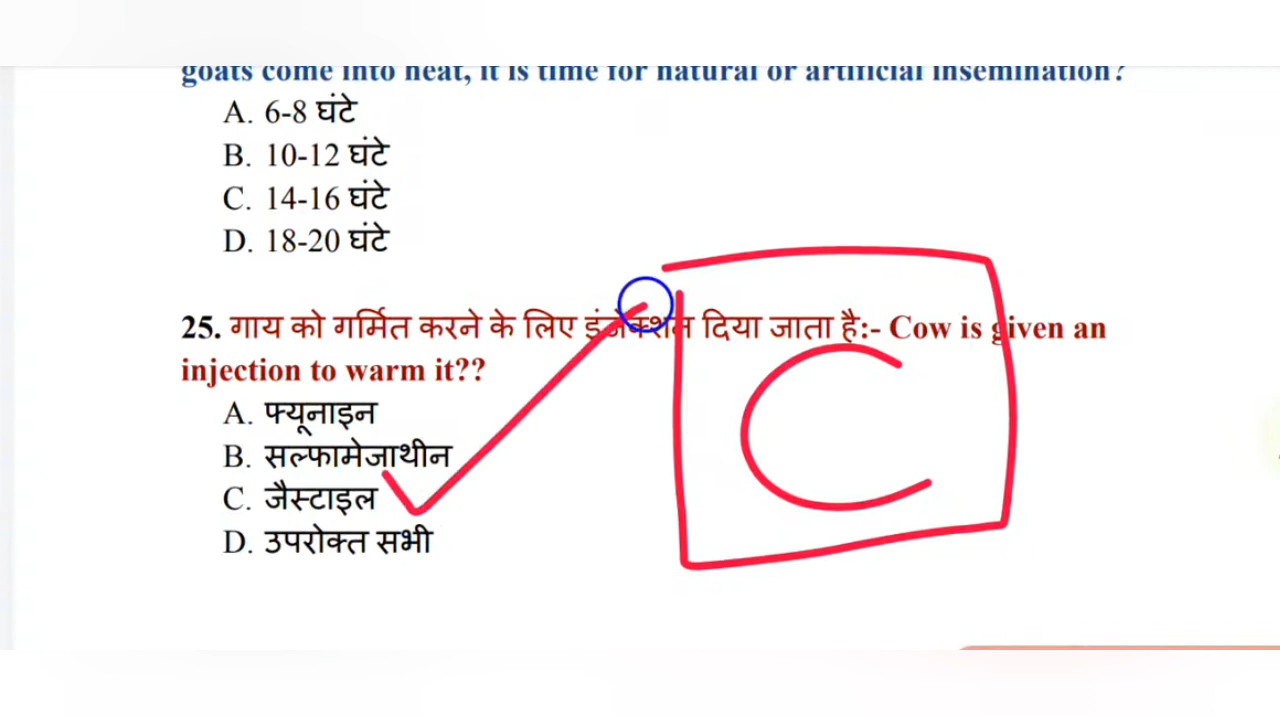 goats come into heat, it is time for natural or artificial insemination?
A. 6-8 घंटे
B. 10-12 घंटे
C. 14-16 घंटे
D. 18-20 घंटे
25. गाय को गर्मित करने के लिए इंजेक्शन दिया जाता है:- Cow is given an
injection to warm it??
C
A. फ्यूनाइन
B. सल्फामेजाथीन
C. जैस्टाइल
D. उपरोक्त सभी